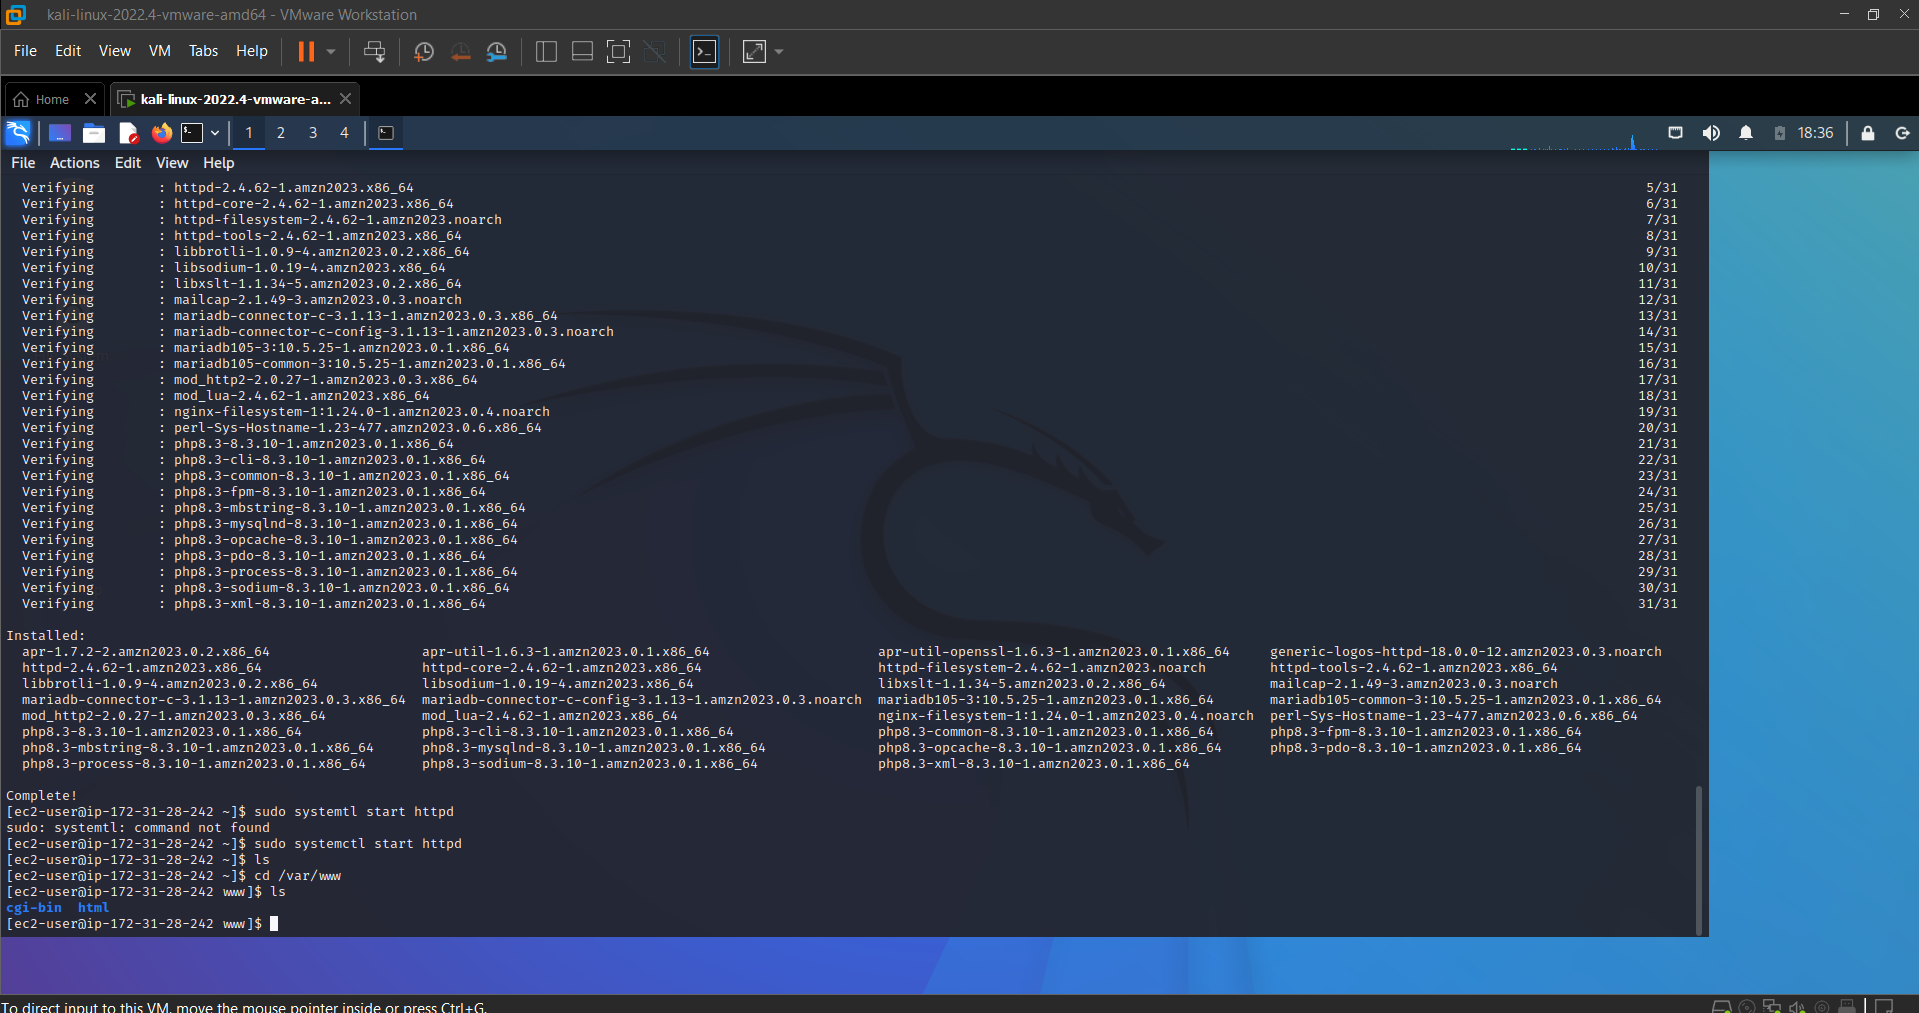 kali-linux-2022.4-vmware-amd64 - VMware Workstation
File Edit View VM Tabs Help
Home kali-linux-2022.4-vmware-a...
1 2 3 4 18:36
File Actions Edit View Help
Verifying : httpd-2.4.62-1.amzn2023.x86_64 5/31
Verifying : httpd-core-2.4.62-1.amzn2023.x86_64 6/31
Verifying : httpd-filesystem-2.4.62-1.amzn2023.noarch 7/31
Verifying : httpd-tools-2.4.62-1.amzn2023.x86_64 8/31
Verifying : libbrotli-1.0.9-4.amzn2023.0.2.x86_64 9/31
Verifying : libsodium-1.0.19-4.amzn2023.x86_64 10/31
Verifying : libxslt-1.1.34-5.amzn2023.0.2.x86_64 11/31
Verifying : mailcap-2.1.49-3.amzn2023.0.3.noarch 12/31
Verifying : mariadb-connector-c-3.1.13-1.amzn2023.0.3.x86_64 13/31
Verifying : mariadb-connector-c-config-3.1.13-1.amzn2023.0.3.noarch 14/31
Verifying : mariadb105-3:10.5.25-1.amzn2023.0.1.x86_64 15/31
Verifying : mariadb105-common-3:10.5.25-1.amzn2023.0.1.x86_64 16/31
Verifying : mod_http2-2.0.27-1.amzn2023.0.3.x86_64 17/31
Verifying : mod_lua-2.4.62-1.amzn2023.x86_64 18/31
Verifying : nginx-filesystem-1:1.24.0-1.amzn2023.0.4.noarch 19/31
Verifying : perl-Sys-Hostname-1.23-477.amzn2023.0.6.x86_64 20/31
Verifying : php8.3-8.3.10-1.amzn2023.0.1.x86_64 21/31
Verifying : php8.3-cli-8.3.10-1.amzn2023.0.1.x86_64 22/31
Verifying : php8.3-common-8.3.10-1.amzn2023.0.1.x86_64 23/31
Verifying : php8.3-fpm-8.3.10-1.amzn2023.0.1.x86_64 24/31
Verifying : php8.3-mbstring-8.3.10-1.amzn2023.0.1.x86_64 25/31
Verifying : php8.3-mysqlnd-8.3.10-1.amzn2023.0.1.x86_64 26/31
Verifying : php8.3-opcache-8.3.10-1.amzn2023.0.1.x86_64 27/31
Verifying : php8.3-pdo-8.3.10-1.amzn2023.0.1.x86_64 28/31
Verifying : php8.3-process-8.3.10-1.amzn2023.0.1.x86_64 29/31
Verifying : php8.3-sodium-8.3.10-1.amzn2023.0.1.x86_64 30/31
Verifying : php8.3-xml-8.3.10-1.amzn2023.0.1.x86_64 31/31
Installed:
apr-1.7.2-2.amzn2023.0.2.x86_64 apr-util-1.6.3-1.amzn2023.0.1.x86_64 apr-util-openssl-1.6.3-1.amzn2023.0.1.x86_64 generic-logos-httpd-18.0.0-12.amzn2023.0.3.noarch
httpd-2.4.62-1.amzn2023.x86_64 httpd-core-2.4.62-1.amzn2023.x86_64 httpd-filesystem-2.4.62-1.amzn2023.noarch httpd-tools-2.4.62-1.amzn2023.x86_64
libbrotli-1.0.9-4.amzn2023.0.2.x86_64 libsodium-1.0.19-4.amzn2023.x86_64 libxslt-1.1.34-5.amzn2023.0.2.x86_64 mailcap-2.1.49-3.amzn2023.0.3.noarch
mariadb-connector-c-3.1.13-1.amzn2023.0.3.x86_64 mariadb-connector-c-config-3.1.13-1.amzn2023.0.3.noarch mariadb105-3:10.5.25-1.amzn2023.0.1.x86_64 mariadb105-common-3:10.5.25-1.amzn2023.0.1.x86_64
mod_http2-2.0.27-1.amzn2023.0.3.x86_64 mod_lua-2.4.62-1.amzn2023.x86_64 nginx-filesystem-1:1.24.0-1.amzn2023.0.4.noarch perl-Sys-Hostname-1.23-477.amzn2023.0.6.x86_64
php8.3-8.3.10-1.amzn2023.0.1.x86_64 php8.3-cli-8.3.10-1.amzn2023.0.1.x86_64 php8.3-common-8.3.10-1.amzn2023.0.1.x86_64 php8.3-fpm-8.3.10-1.amzn2023.0.1.x86_64
php8.3-mbstring-8.3.10-1.amzn2023.0.1.x86_64 php8.3-mysqlnd-8.3.10-1.amzn2023.0.1.x86_64 php8.3-opcache-8.3.10-1.amzn2023.0.1.x86_64 php8.3-pdo-8.3.10-1.amzn2023.0.1.x86_64
php8.3-process-8.3.10-1.amzn2023.0.1.x86_64 php8.3-sodium-8.3.10-1.amzn2023.0.1.x86_64 php8.3-xml-8.3.10-1.amzn2023.0.1.x86_64
Complete!
[ec2-user@ip-172-31-28-242 ~]$ sudo systemtl start httpd
sudo: systemtl: command not found
[ec2-user@ip-172-31-28-242 ~]$ sudo systemctl start httpd
[ec2-user@ip-172-31-28-242 ~]$ ls
[ec2-user@ip-172-31-28-242 ~]$ cd /var/www
[ec2-user@ip-172-31-28-242 www]$ ls
cgi-bin html
[ec2-user@ip-172-31-28-242 www]$
To direct input to this VM, move the mouse pointer inside or press Ctrl+G.